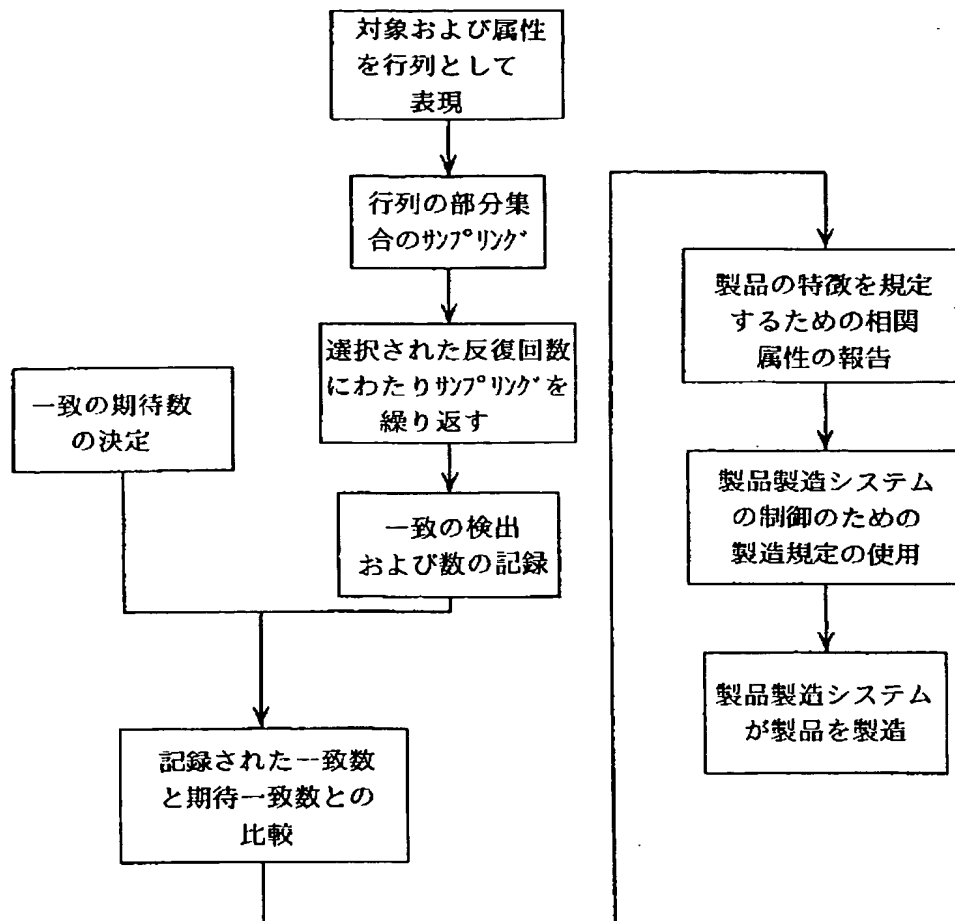 対象および属性
を行列として
表現
行列の部分集
合のｻﾝﾌﾟﾘﾝｸﾞ
選択された反復回数
にわたりｻﾝﾌﾟﾘﾝｸﾞを
繰り返す
一致の期待数
の決定
一致の検出
および数の記録
記録された一致数
と期待一致数との
比較
製品の特徴を規定
するための相関
属性の報告
製品製造システム
の制御のための
製造規定の使用
製品製造システム
が製品を製造